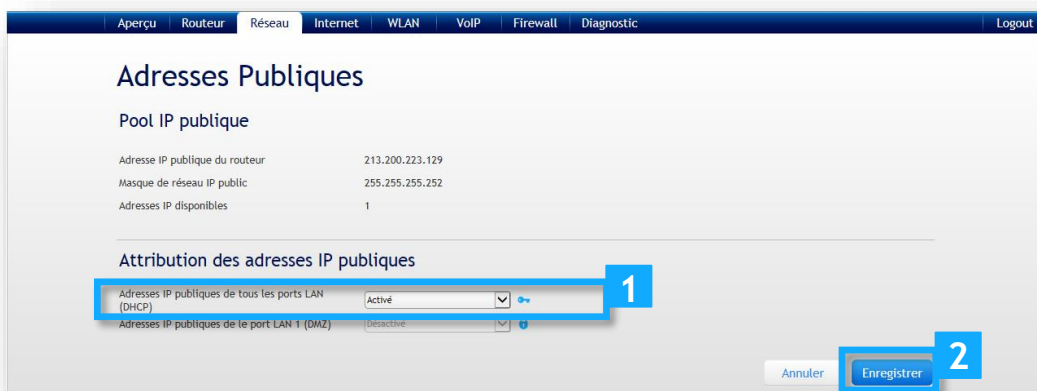 Aperçu Routeur Réseau Internet WLAN VoIP Firewall Diagnostic Logout
Adresses Publiques
Pool IP publique
Adresse IP publique du routeur 213.200.223.129
Masque de réseau IP public 255.255.255.252
Adresses IP disponibles 1
Attribution des adresses IP publiques
1
Adresses IP publiques de tous les ports LAN
(DHCP) Activé
Adresses IP publiques de le port LAN 1 (DMZ) Désactivé
Annuler Enregistrer 2